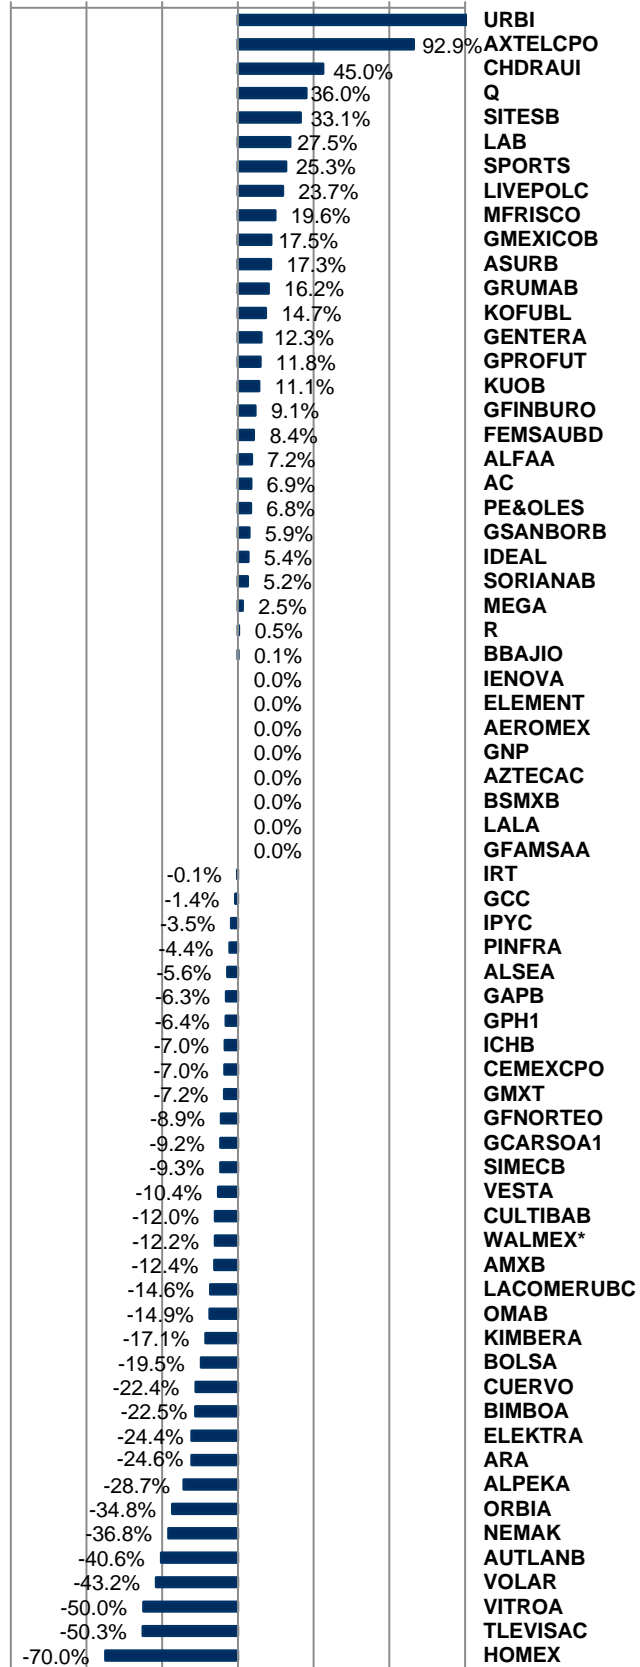 URBI
92.9% AXTELCPO
45.0% CHDRAUI
36.0% Q
33.1% SITESB
27.5% LAB
25.3% SPORTS
23.7% LIVEPOLC
19.6% MFRISCO
17.5% GMEXICOB
17.3% ASURB
16.2% GRUMAB
14.7% KOFUBL
12.3% GENTERA
11.8% GPROFUT
11.1% KUOB
9.1% GFINBURO
8.4% FEMSAUBD
7.2% ALFAA
6.9% AC
6.8% PE&OLES
5.9% GSANBORB
5.4% IDEAL
5.2% SORIANAB
2.5% MEGA
0.5% R
0.1% BBAJIO
0.0% IENOVA
0.0% ELEMENT
0.0% AEROMEX
0.0% GNP
0.0% AZTECAC
0.0% BSMXB
0.0% LALA
0.0% GFAMSAA
-0.1% IRT
-1.4% GCC
-3.5% IPYC
-4.4% PINFRA
-5.6% ALSEA
-6.3% GAPB
-6.4% GPH1
-7.0% ICHB
-7.0% CEMEXCPO
-7.2% GMXT
-8.9% GFNORTEO
-9.2% GCARSOA1
-9.3% SIMECB
-10.4% VESTA
-12.0% CULTIBAB
-12.2% WALMEX*
-12.4% AMXB
-14.6% LACOMERUBC
-14.9% OMAB
-17.1% KIMBERA
-19.5% BOLSA
-22.4% CUERVO
-22.5% BIMBOA
-24.4% ELEKTRA
-24.6% ARA
-28.7% ALPEKA
-34.8% ORBIA
-36.8% NEMAK
-40.6% AUTLANB
-43.2% VOLAR
-50.0% VITROA
-50.3% TLEVISAC
-70.0% HOMEX